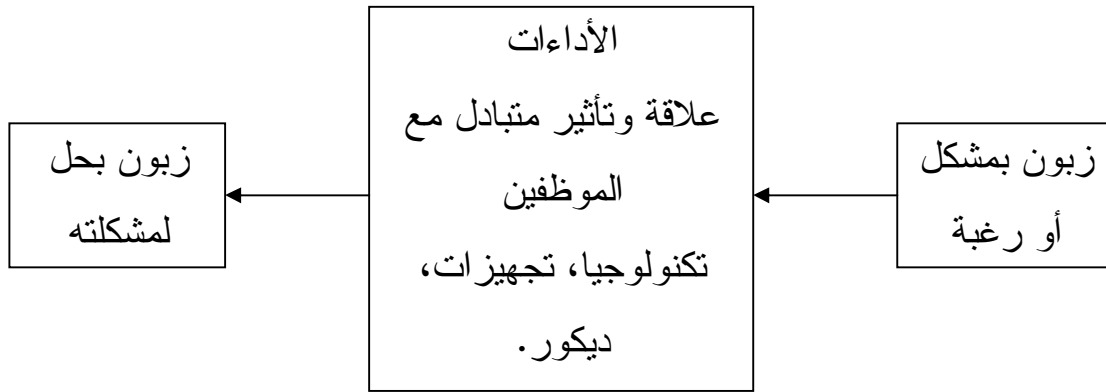 زبون بمشكل
أو رغبة
الأداءات
علاقة وتأثير متبادل مع
الموظفين
تكنولوجيا، تجهيزات،
ديكور.
زبون بحل
لمشكلته